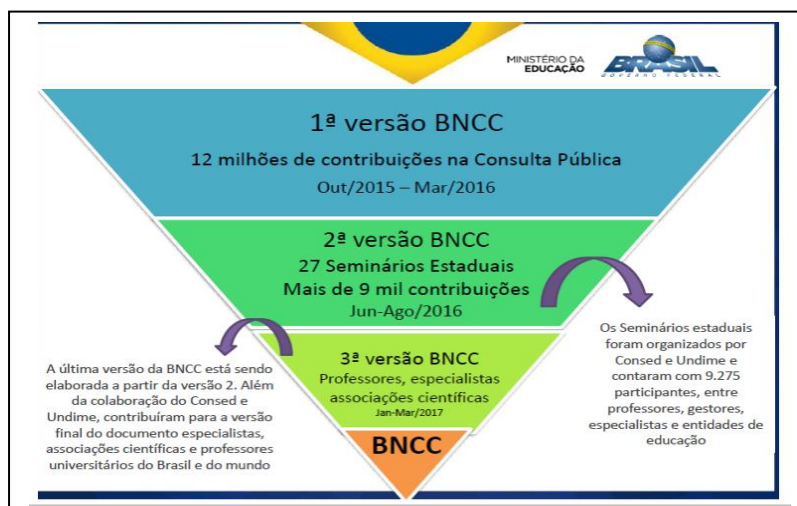 MINISTÉRIO DA
EDUCAÇÃO
BRASIL
GOVERNO FEDERAL
1ª versão BNCC
12 milhões de contribuições na Consulta Pública
Out/2015 – Mar/2016
2ª versão BNCC
27 Seminários Estaduais
Mais de 9 mil contribuições
Jun-Ago/2016
Os Seminários estaduais
foram organizados por
Consed e Undime e
contaram com 9.275
participantes, entre
professores, gestores,
especialistas e entidades de
educação
A última versão da BNCC está sendo
elaborada a partir da versão 2. Além
da colaboração do Consed e
Undime, contribuíram para a versão
final do documento especialistas,
associações científicas e professores
universitários do Brasil e do mundo
3ª versão BNCC
Professores, especialistas
associações científicas
Jan-Mar/2017
BNCC